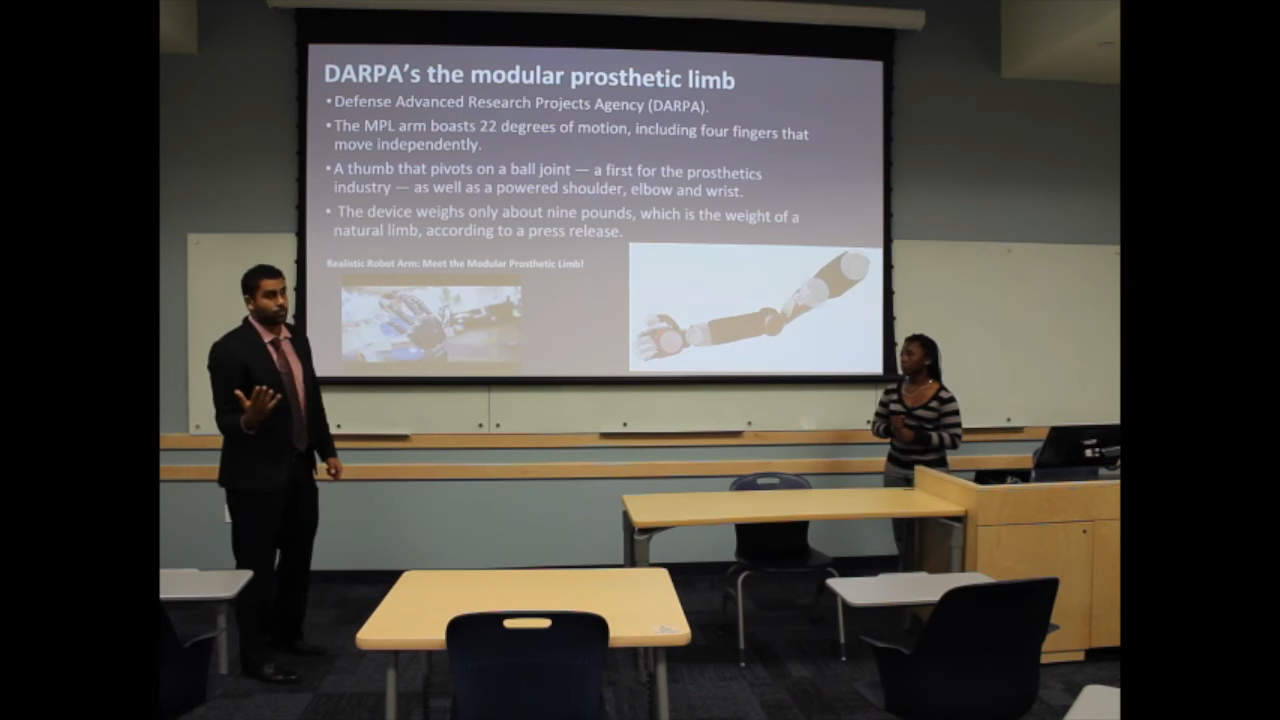 DARPA's the modular prosthetic limb
•Defense Advanced Research Projects Agency (DARPA).
•The MPL arm boasts 22 degrees of motion, including four fingers that
move independently.
•A thumb that pivots on a ball joint — a first for the prosthetics
industry — as well as a powered shoulder, elbow and wrist.
• The device weighs only about nine pounds, which is the weight of a
natural limb, according to a press release.
Realistic Robot Arm: Meet the Modular Prosthetic Limb!